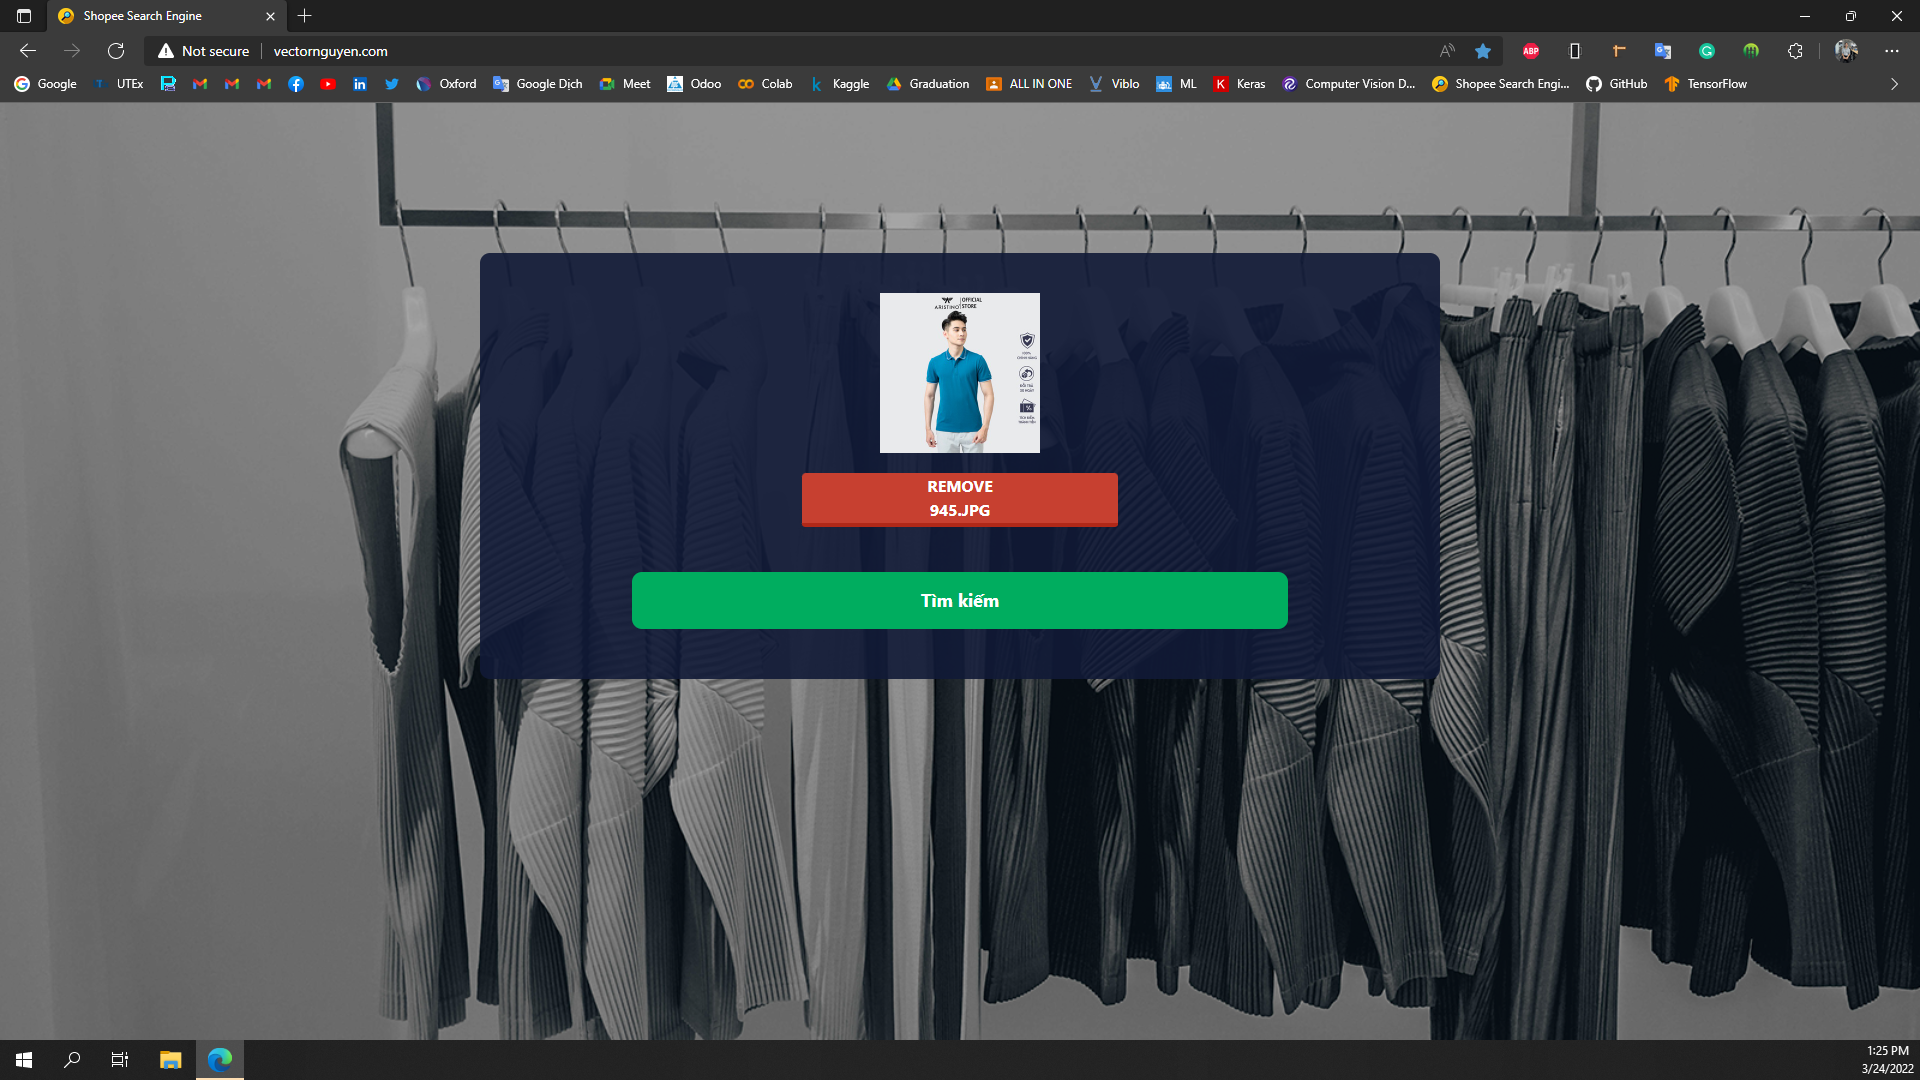 Shopee Search Engine
Not secure
vectornguyen.com
ABP
Google
UTEx
Oxford
Google Dịch
Meet
Odoo
Colab
Kaggle
Graduation
ALL IN ONE
Viblo
ML
Keras
Computer Vision D...
Shopee Search Engi...
GitHub
TensorFlow
ARISTINO
OFFICIAL
STORE
REMOVE
945.JPG
Tìm kiếm
1:25 PM
3/24/2022